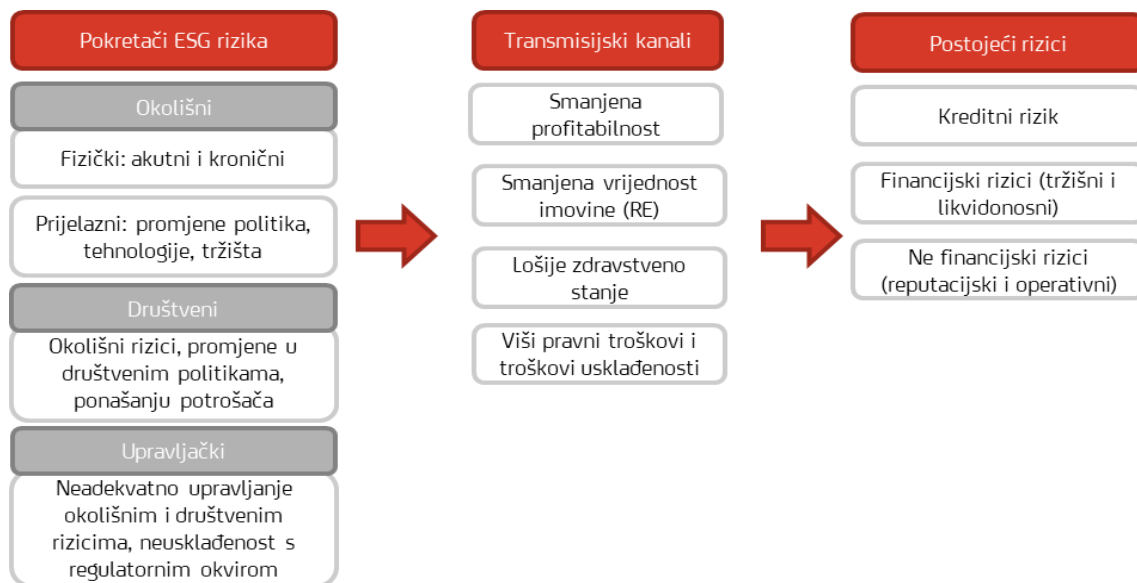 Pokretači ESG rizika
Okolišni
Fizički: akutni i kronični
Prijelazni: promjene politika,
tehnologije, tržišta
Društveni
Okolišni rizici, promjene u
društvenim politikama,
ponašanju potrošača
Upravljački
Neadekvatno upravljanje
okolišnim i društvenim
rizicima, neusklađenost s
regulatornim okvirom
Transmisijski kanali
Smanjena
profitabilnost
Smanjena vrijednost
imovine (RE)
Lošije zdravstveno
stanje
Viši pravni troškovi i
troškovi usklađenosti
Postojeći rizici
Kreditni rizik
Financijski rizici (tržišni i
likvidonosni)
Ne financijski rizici
(reputacijski i operativni)